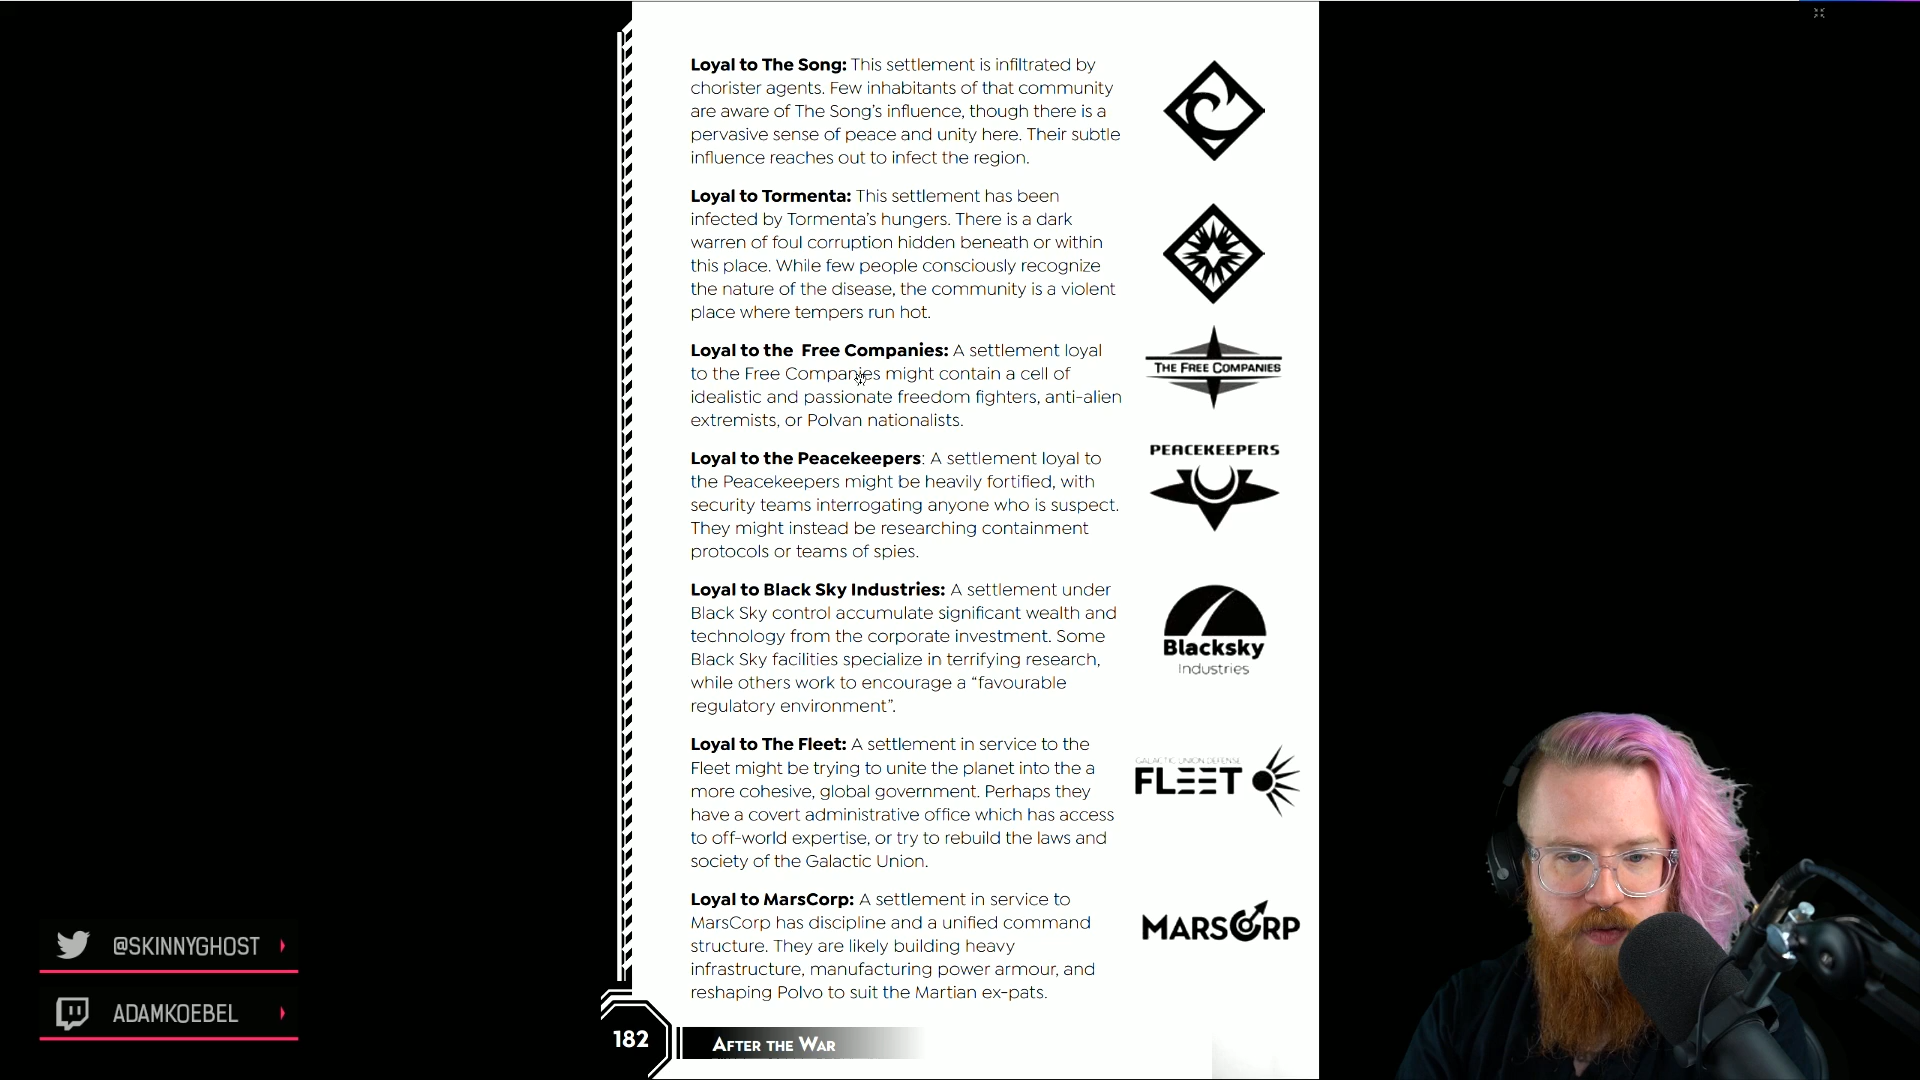 Loyal to The Song: This settlement is infiltrated by
chorister agents. Few inhabitants of that community
are aware of The Song's influence, though there is a
pervasive sense of peace and unity here. Their subtle
influence reaches out to infect the region.
Loyal to Tormenta: This settlement has been
infected by Tormenta's hungers. There is a dark
warren of foul corruption hidden beneath or within
this place. While few people consciously recognize
the nature of the disease, the community is a violent
place where tempers run hot.
Loyal to the Free Companies: A settlement loyal
to the Free Companies might contain a cell of
idealistic and passionate freedom fighters, anti-alien
extremists, or Polvan nationalists.
THE FREE COMPANIES
Loyal to the Peacekeepers: A settlement loyal to
the Peacekeepers might be heavily fortified, with
security teams interrogating anyone who is suspect.
They might instead be researching containment
protocols or teams of spies.
PEACEKEEPERS
Loyal to Black Sky Industries: A settlement under
Black Sky control accumulate significant wealth and
technology from the corporate investment. Some
Black Sky facilities specialize in terrifying research,
while others work to encourage a “favourable
regulatory environment”.
Blacksky
Industries
Loyal to The Fleet: A settlement in service to the
Fleet might be trying to unite the planet into the a
more cohesive, global government. Perhaps they
have a covert administrative office which has access
to off-world expertise, or try to rebuild the laws and
society of the Galactic Union.
GALACTIC UNION DEFENSE
FLEET
Loyal to MarsCorp: A settlement in service to
MarsCorp has discipline and a unified command
structure. They are likely building heavy
infrastructure, manufacturing power armour, and
reshaping Polvo to suit the Martian ex-pats.
MARSCORP
182
AFTER THE WAR
@SKINNYGHOST
ADAMKOEBEL